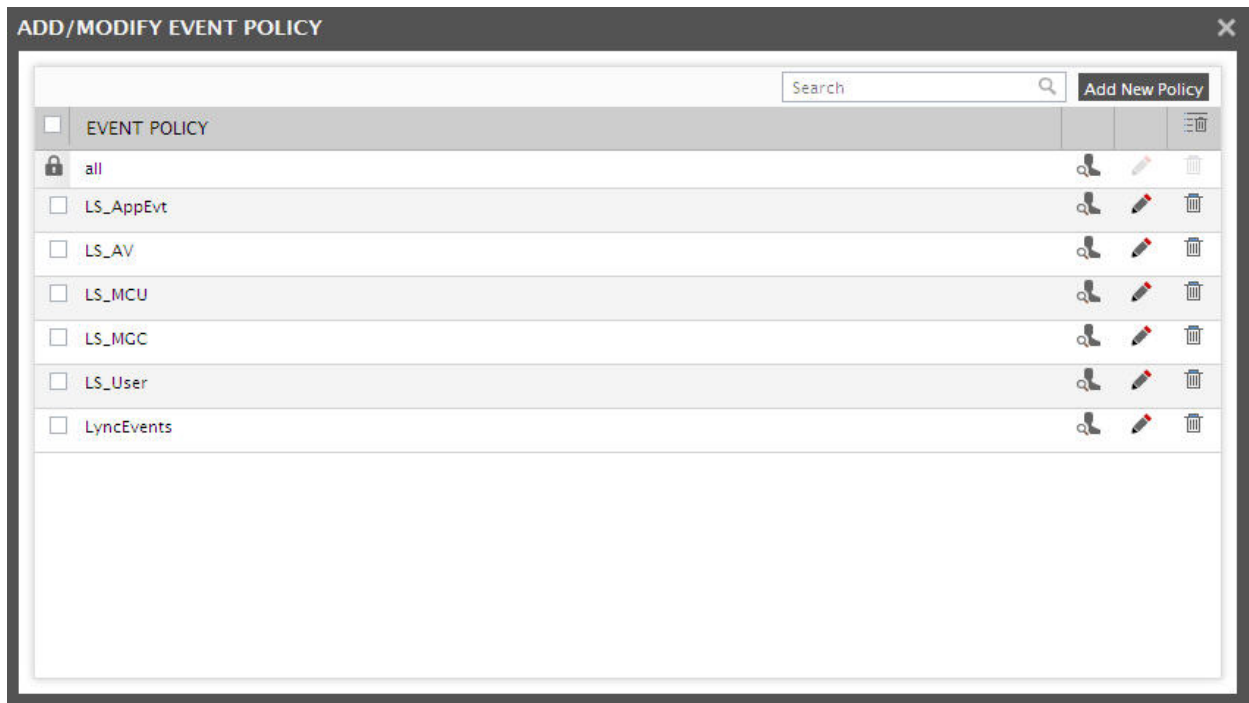 ADD/MODIFY EVENT POLICY
Search
Add New Policy
EVENT POLICY
all
LS_AppEvt
LS_AV
LS_MCU
LS_MGC
LS_User
LyncEvents